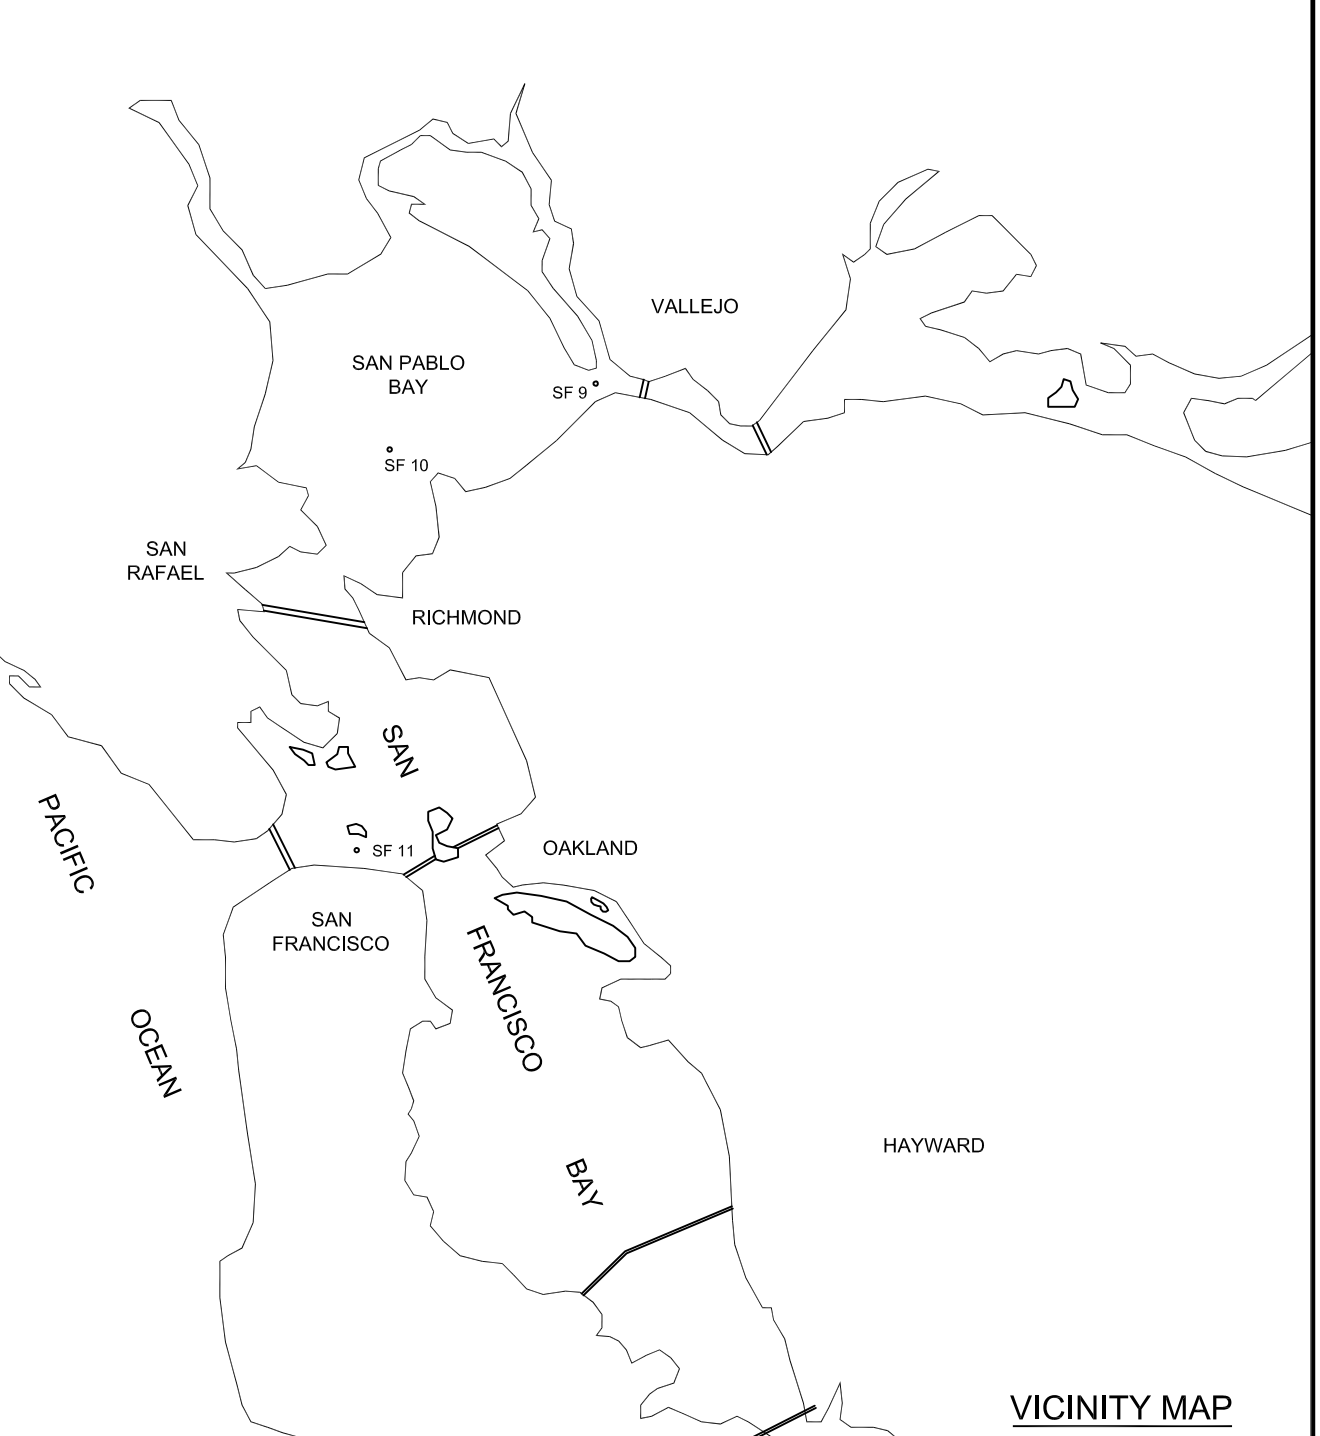 VALLEJO
SAN PABLO
BAY
SF 9
SF 10
SAN
RAFAEL
RICHMOND
SAN
PACIFIC
SF 11
OAKLAND
SAN
FRANCISCO
FRANCISCO
OCEAN
HAYWARD
BAY
VICINITY MAP